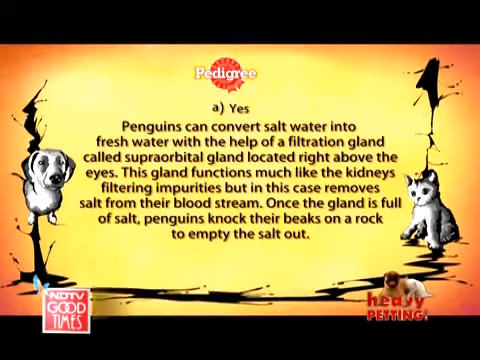 Pedigree
a) Yes
Penguins can convert salt water into
fresh water with the help of a filtration gland
called supraorbital gland located right above the
eyes. This gland functions much like the kidneys
filtering impurities but in this case removes
salt from their blood stream. Once the gland is full
of salt, penguins knock their beaks on a rock
to empty the salt out.
NDTV
GOOD
TIMES
heavy
PETTING